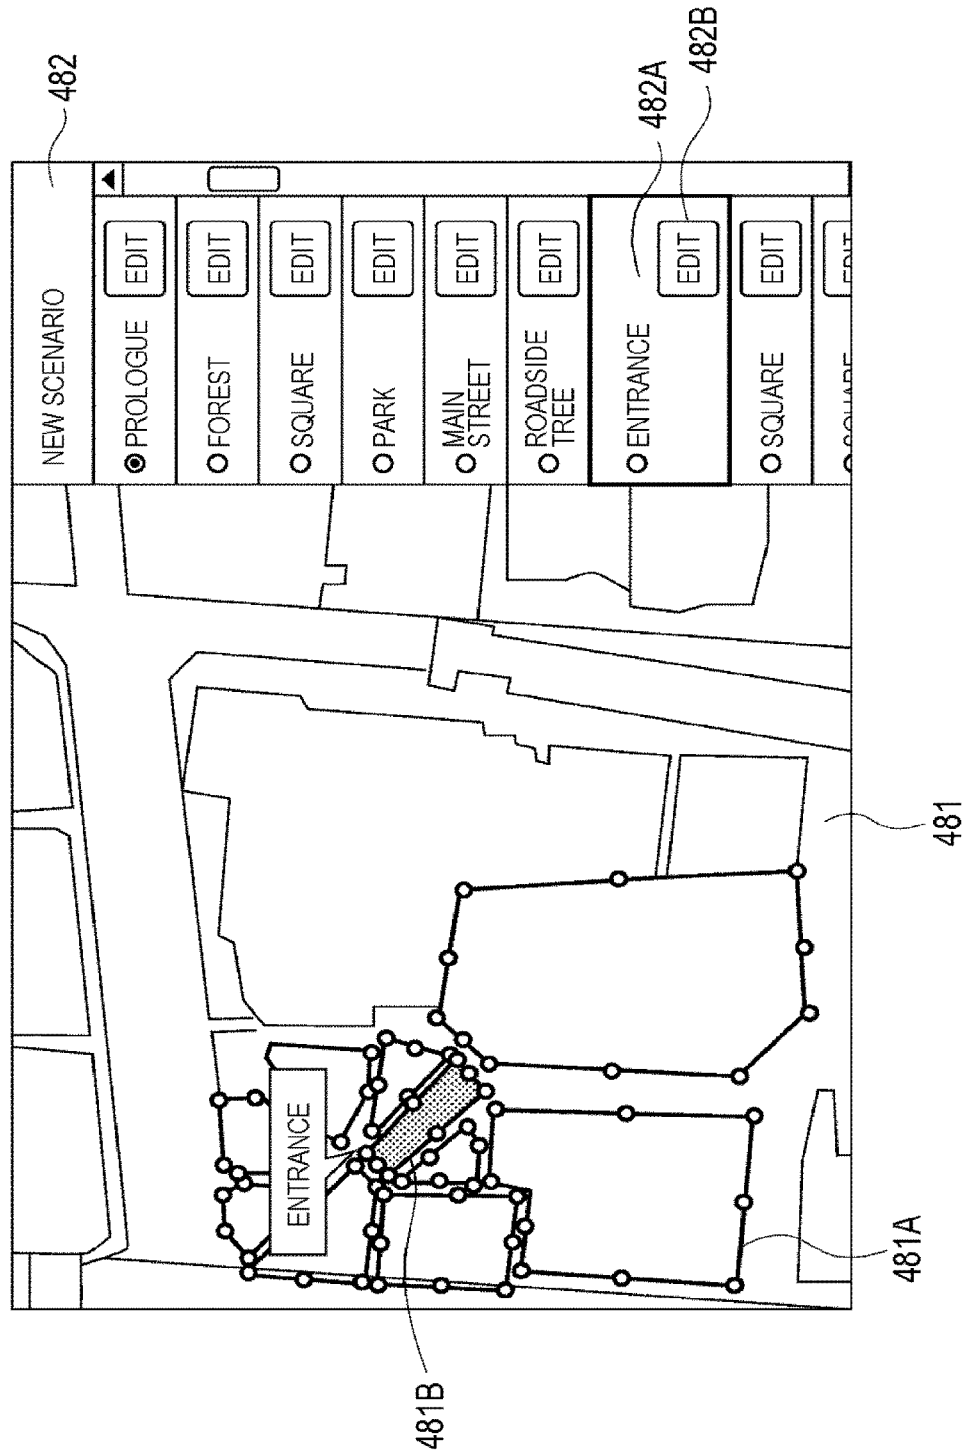 NEW SCENARIO
482
PROLOGUE
EDIT
FOREST
EDIT
SQUARE
EDIT
PARK
EDIT
MAIN
STREET
EDIT
ROADSIDE
TREE
EDIT
ENTRANCE
EDIT
482A
482B
SQUARE
EDIT
ENTRANCE
481B
481A
481